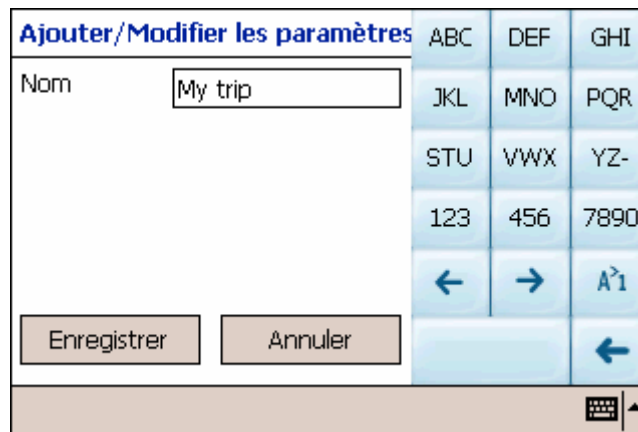 Ajouter/Modifier les paramètres
Nom My trip
Enregistrer Annuler
ABC DEF GHI
JKL MNO PQR
STU VWX YZ-
123 456 7890
A>1